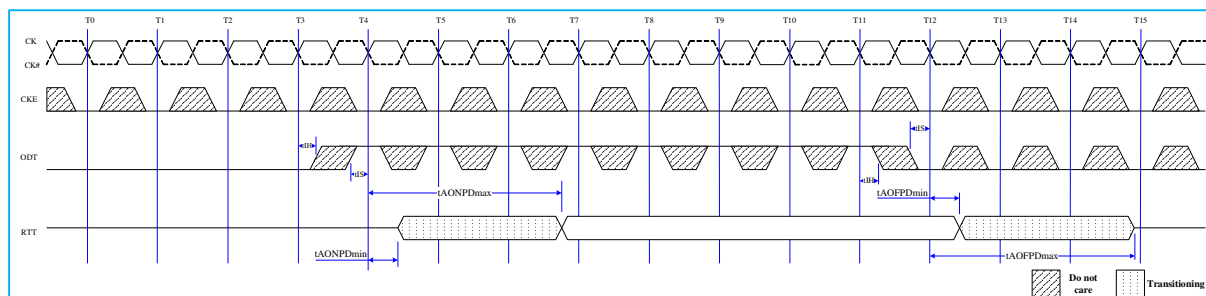 T0 T1 T2 T3 T4 T5 T6 T7 T8 T9 T10 T11 T12 T13 T14 T15
CK
CK#
CKE
tIS
ODT
tIH
tIS
tIH
tAONPDmax
tAOFPDmin
RTT
tAONPDmin
tAOFPDmax
Do not
care
Transitioning